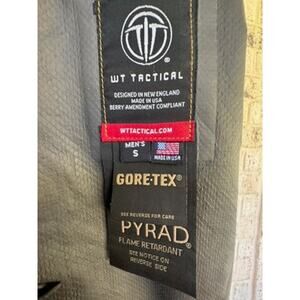 WT TACTICAL
DESIGNED IN NEW ENGLAND
MADE IN USA
BERRY AMENDMENT COMPLIANT
WTTACTICAL.COM
MEN'S
S
MADE IN USA
GORE-TEX®
SEE REVERSE FOR CARE
PYRAD®
FLAME RETARDANT
SEE NOTICE ON
REVERSE SIDE